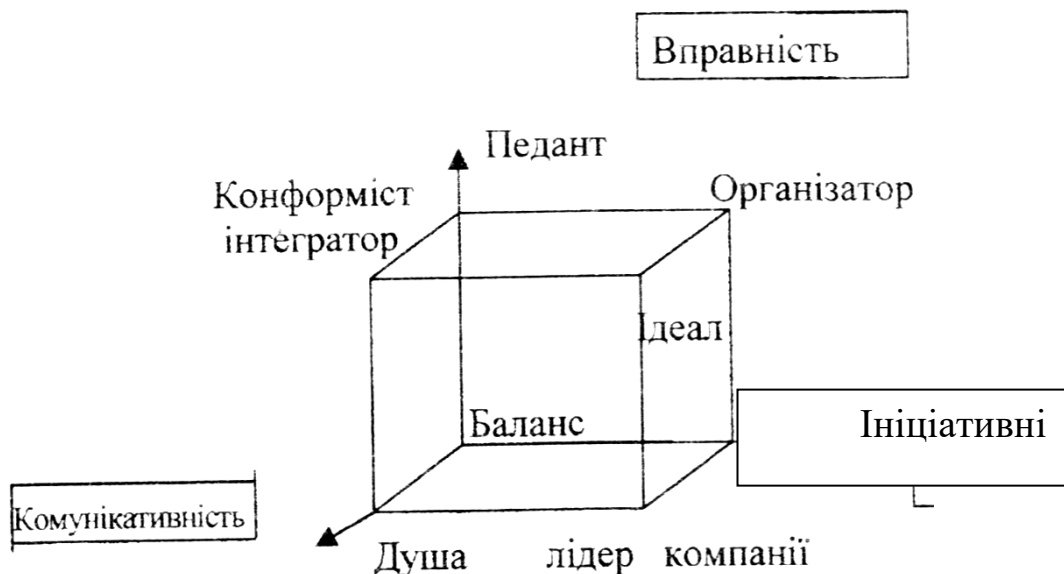 Вправність
Педант
Конформіст
інтегратор
Організатор
Ідеал
Баланс
Ініціативні
Комунікативність
Душа лідер компанії